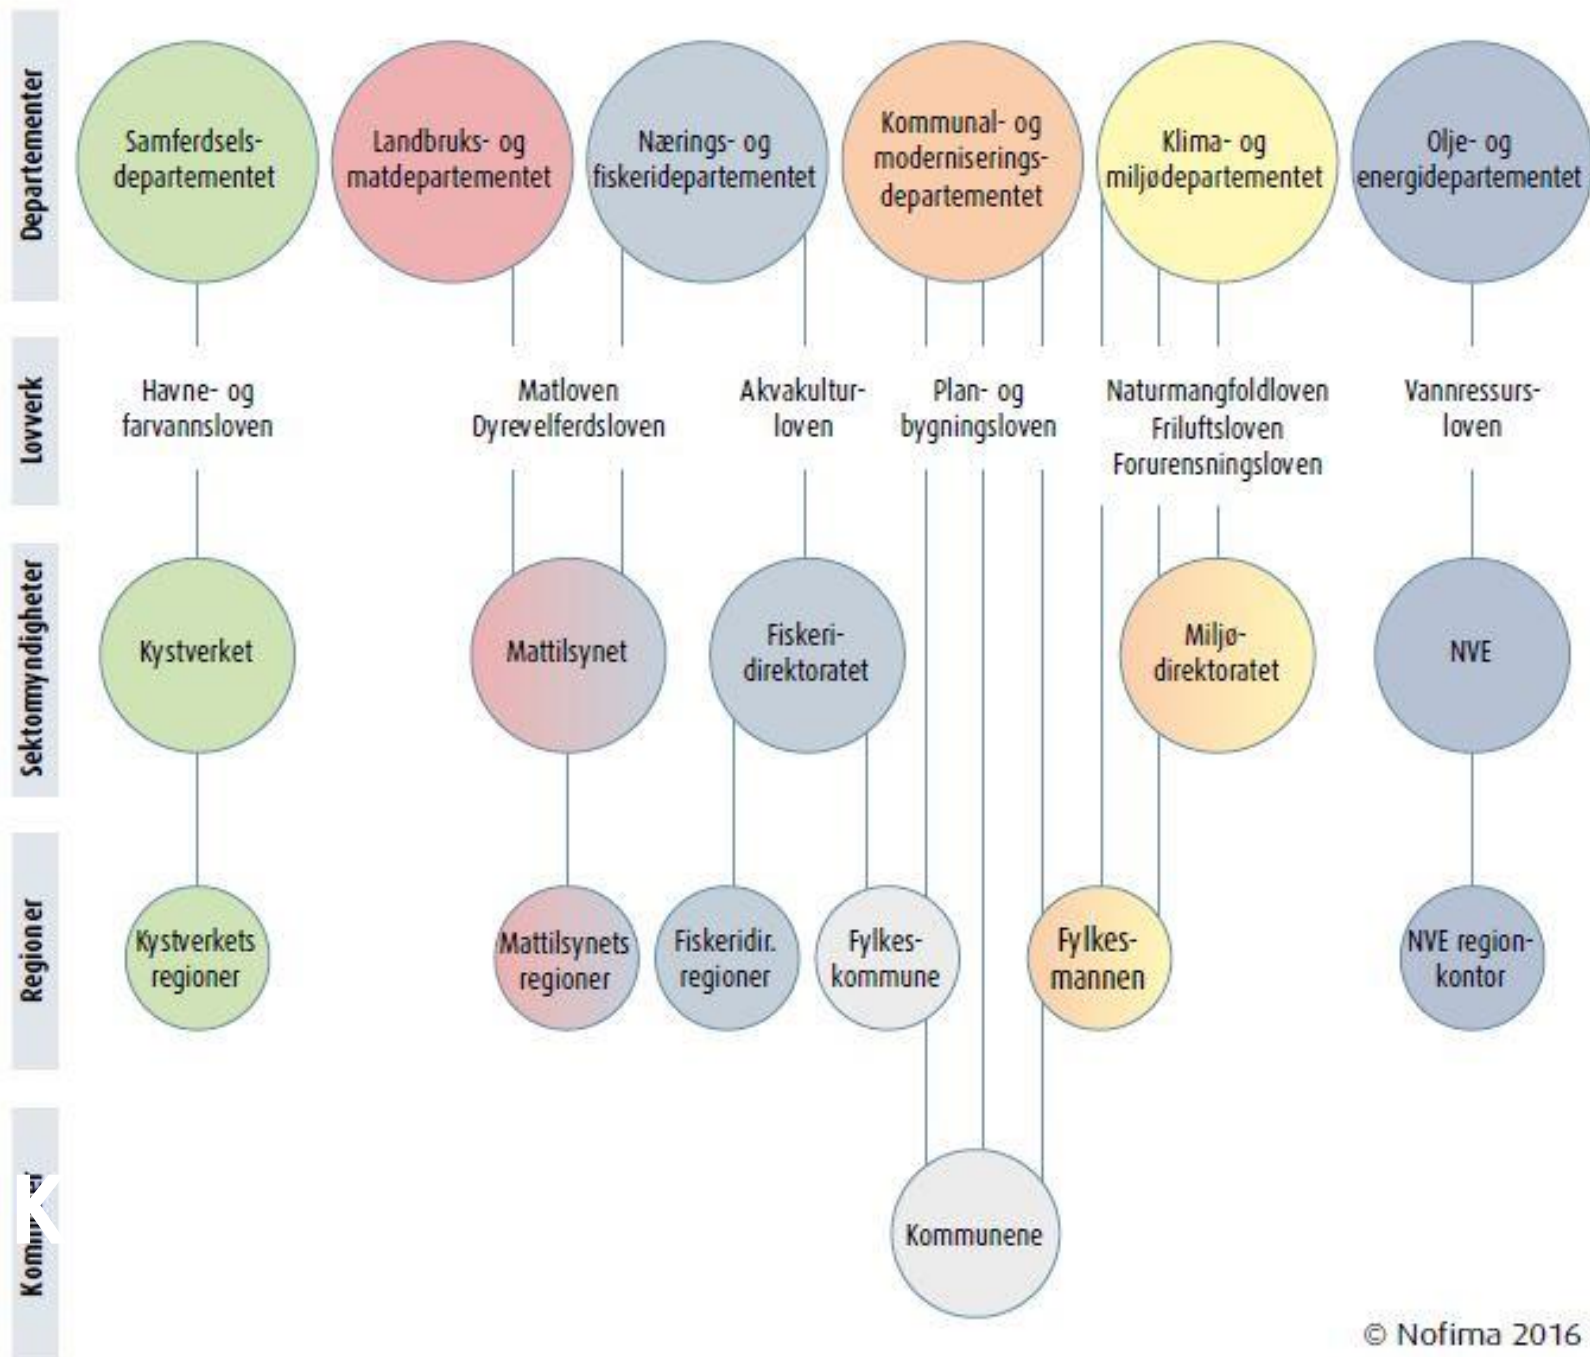 Departementer
Samferdsels-
departementet
Landbruks- og
matdepartementet
Nærings- og
fiskeridepartementet
Kommunal- og
moderniserings-
departementet
Klima- og
miljødepartementet
Olje- og
energidepartementet
Lovverk
Havne- og
farvannsloven
Matloven
Dyrevelferdsloven
Akvakultur-
loven
Plan- og
bygningsloven
Naturmangfoldloven
Friluftsloven
Forurensningsloven
Vannressurs-
loven
Sektormyndigheter
Kystverket
Mattilsynet
Fiskeri-
direktoratet
Miljø-
direktoratet
NVE
Regioner
Kystverkets
regioner
Mattilsynets
regioner
Fiskeridir.
regioner
Fylkes-
kommune
Fylkes-
mannen
NVE region-
kontor
K
Kommunene
© Nofima 2016